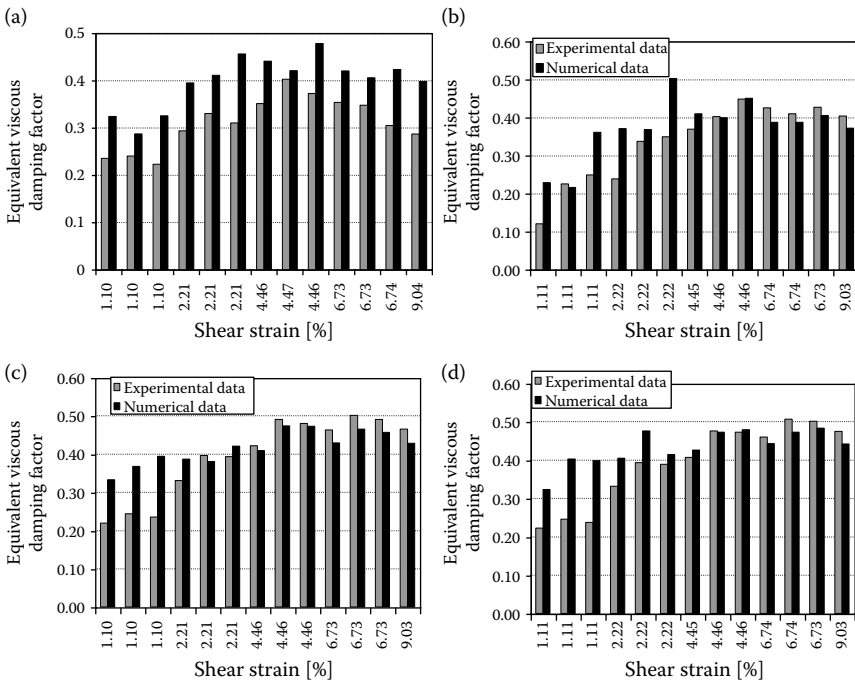 (a)
0.5
0.4
0.3
0.2
0.1
0
Equivalent viscous
damping factor
1.10 1.10 1.10 2.21 2.21 2.21 4.46 4.47 4.46 6.73 6.73 6.74 9.04
Shear strain [%]
(b)
Experimental data
Numerical data
0.60
0.50
0.40
0.30
0.20
0.10
0.00
Equivalent viscous
damping factor
1.11 1.11 1.11 2.22 2.22 2.22 4.45 4.46 4.46 6.74 6.74 6.73 9.03
Shear strain [%]
(c)
Experimental data
Numerical data
0.60
0.50
0.40
0.30
0.20
0.10
0.00
Equivalent viscous
damping factor
1.10 1.10 1.10 2.21 2.21 2.21 4.46 4.46 4.46 6.73 6.73 6.73 9.03
Shear strain [%]
(d)
Experimental data
Numerical data
0.60
0.50
0.40
0.30
0.20
0.10
0.00
Equivalent viscous
damping factor
1.11 1.11 1.11 2.22 2.22 2.22 4.45 4.46 4.46 6.74 6.74 6.73 9.03
Shear strain [%]